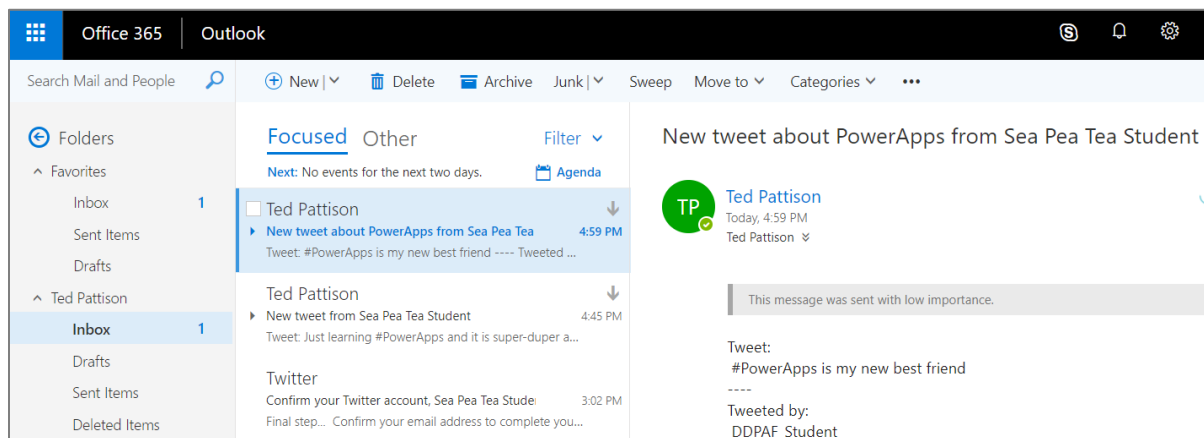 Office 365 Outlook
Search Mail and People
New Delete Archive Junk Sweep Move to Categories •••
Folders
Favorites
Inbox 1
Sent Items
Drafts
Ted Pattison
Inbox 1
Drafts
Sent Items
Deleted Items
Focused Other Filter
Next: No events for the next two days. Agenda
Ted Pattison
New tweet about PowerApps from Sea Pea Tea 4:59 PM
Tweet: #PowerApps is my new best friend ---- Tweeted ...
Ted Pattison
New tweet from Sea Pea Tea Student 4:45 PM
Tweet: Just learning #PowerApps and it is super-duper a...
Twitter
Confirm your Twitter account, Sea Pea Tea Stude 3:02 PM
Final step... Confirm your email address to complete you...
New tweet about PowerApps from Sea Pea Tea Student
TP
Ted Pattison
Today, 4:59 PM
Ted Pattison
This message was sent with low importance.
Tweet:
#PowerApps is my new best friend
----
Tweeted by:
DDPAF_Student